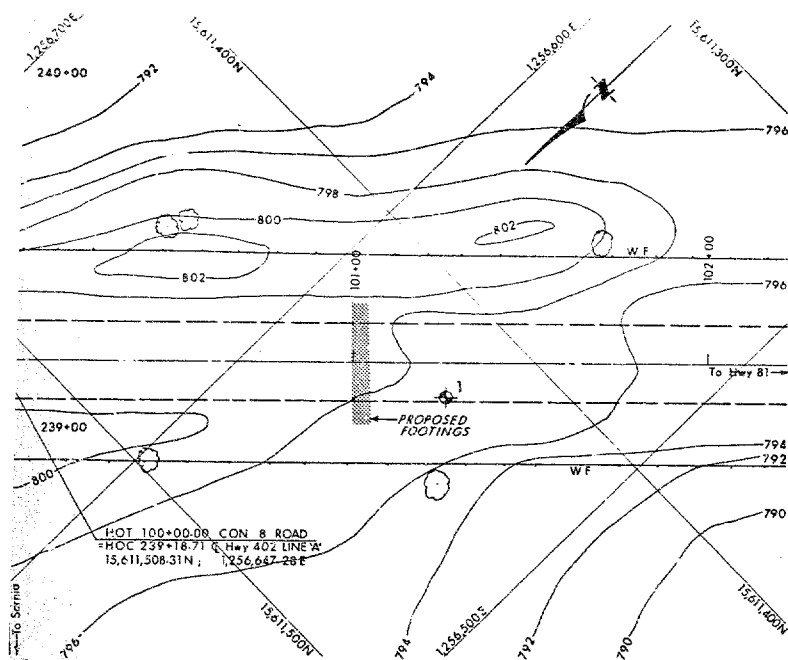 1,256,700 E
15,611,400N
1,256,600 E
15,611,300N
240+00
792
794
796
798
800
802
802
W F
101+00
102+00
796
To Hwy 81
1
PROPOSED
FOOTINGS
239+00
800
794
792
W F
790
HOT 100+00.00 CON 8 ROAD
=HOC 239+18.71 ℄ Hwy 402 LINE 'A'
15,611,508.31N ; 1,256,647.28E
To Sarnia
796
15,611,500N
794
1,256,500 E
792
790
15,611,400N